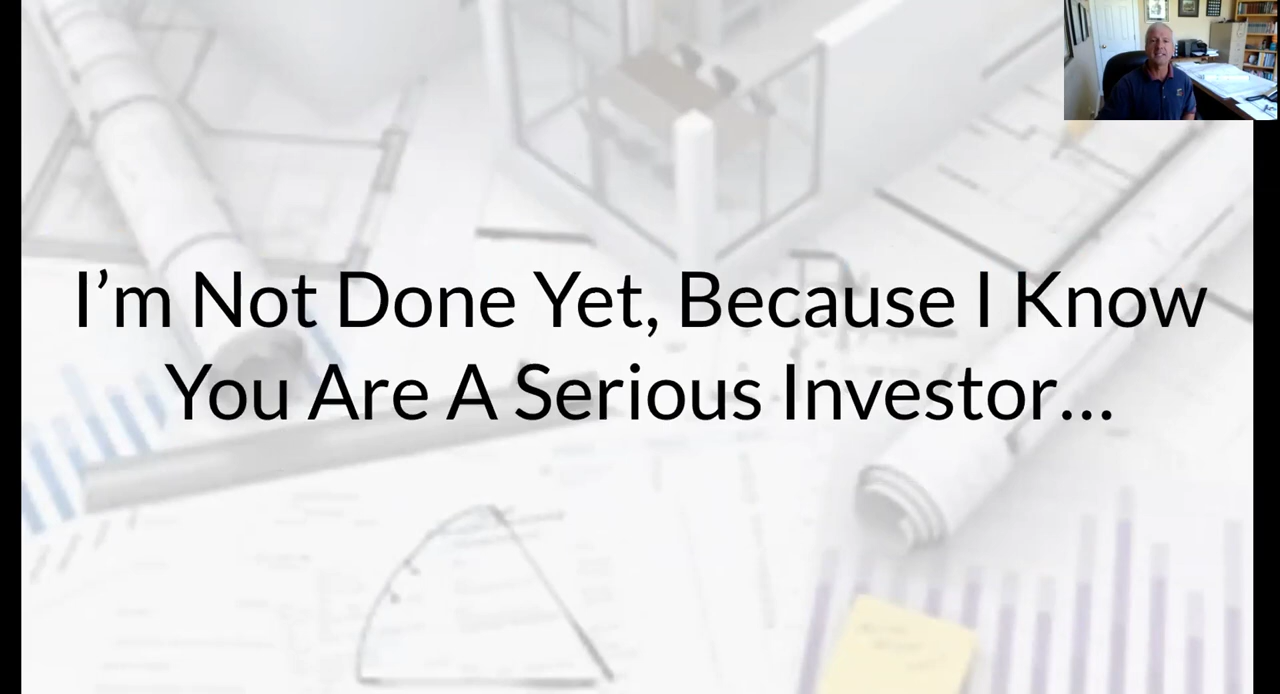 I’m Not Done Yet, Because I Know
You Are A Serious Investor…